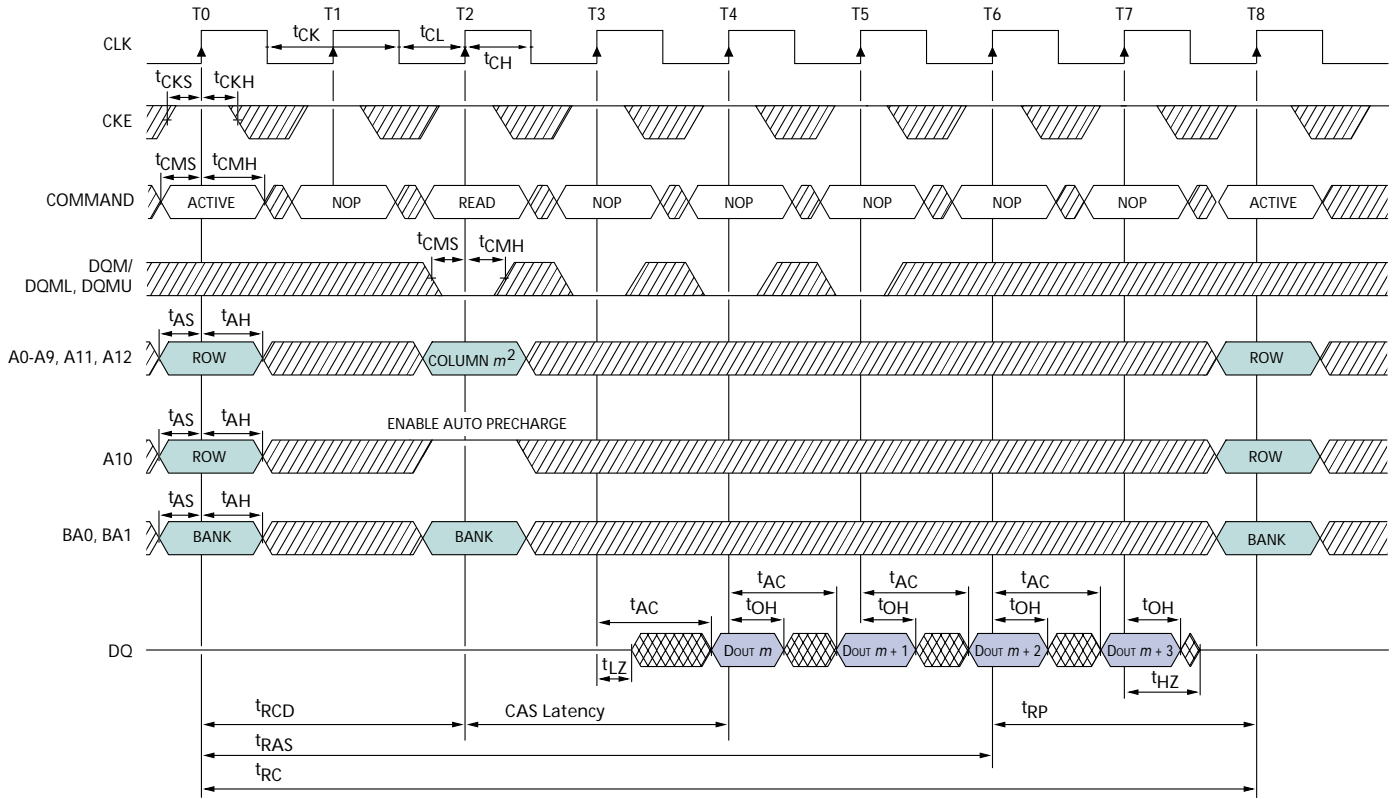 T0 T1 T2 T3 T4 T5 T6 T7 T8
CLK tCK tCL tCH
tCKS tCKH
CKE
tCMS tCMH
COMMAND ACTIVE NOP READ NOP NOP NOP NOP NOP ACTIVE
tCMS tCMH
DQM/
DQML, DQMU
tAS tAH
A0-A9, A11, A12 ROW COLUMN m2 ROW
ENABLE AUTO PRECHARGE
tAS tAH
A10 ROW ROW
tAS tAH
BA0, BA1 BANK BANK BANK
tAC tAC tAC
tAC tOH tOH tOH tOH
DQ DOUT m DOUT m + 1 DOUT m + 2 DOUT m + 3
tLZ tHZ
tRCD CAS Latency tRP
tRAS
tRC